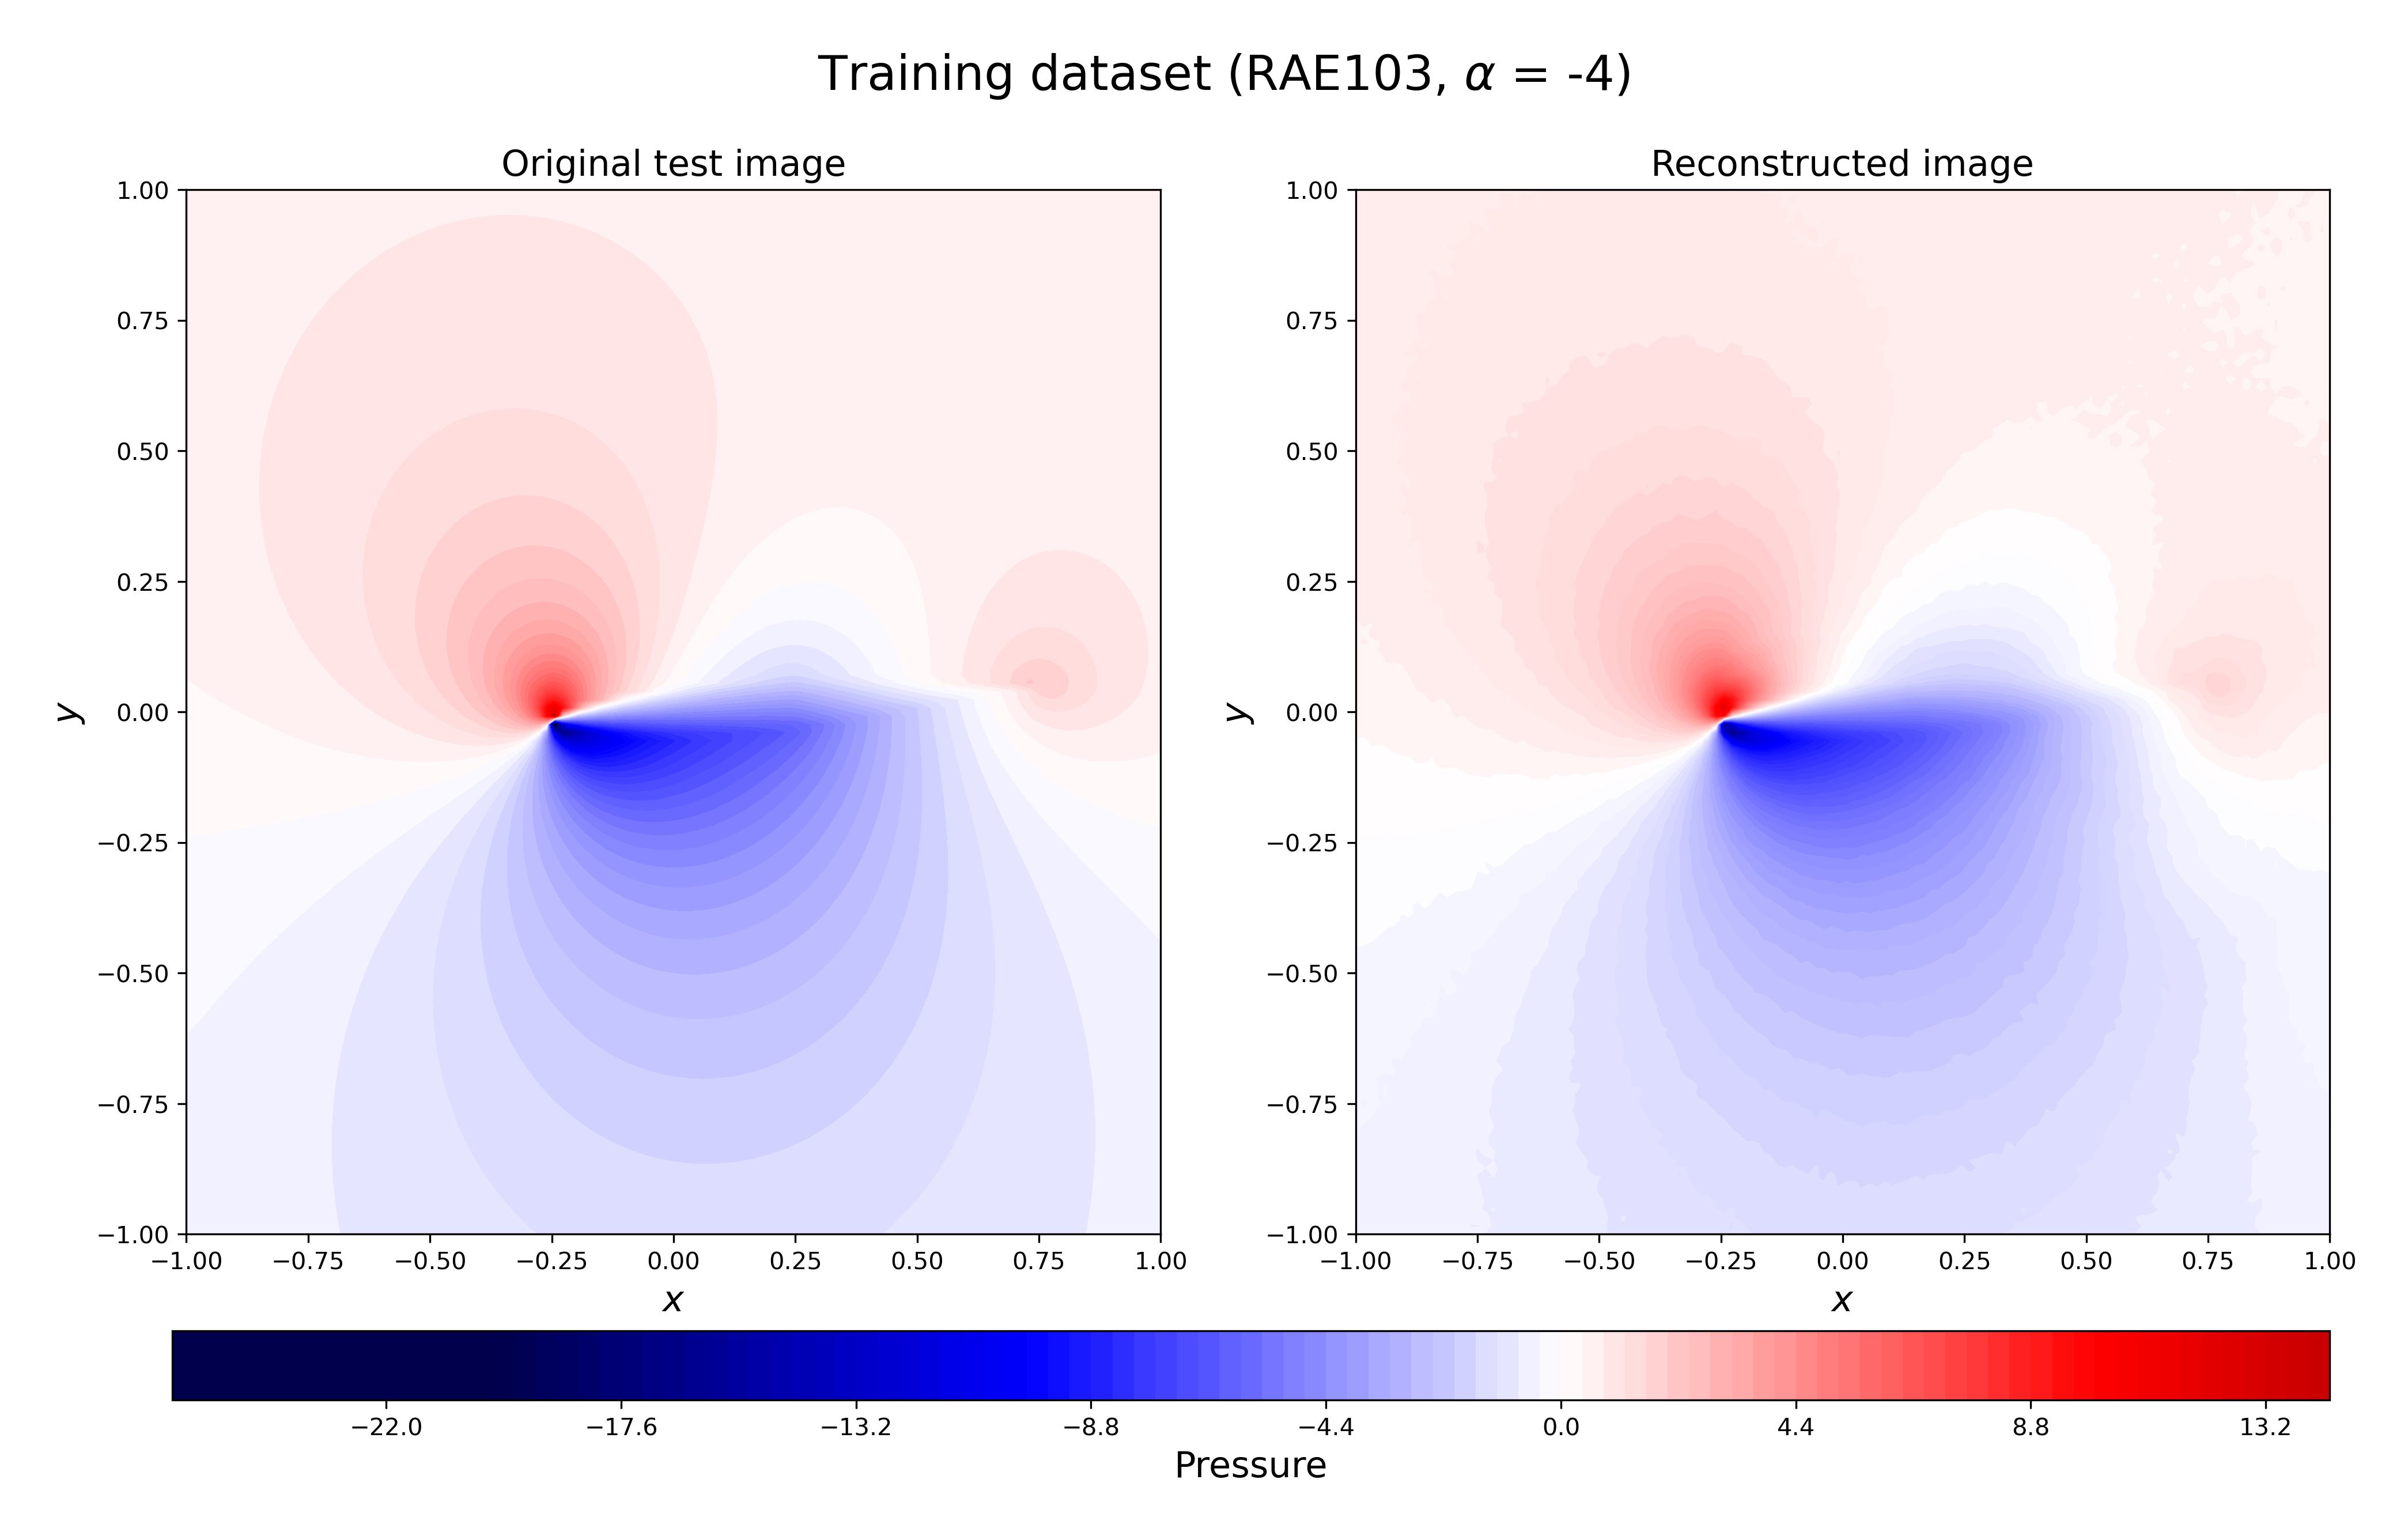 Training dataset (RAE103, α = -4)
Original test image
Reconstructed image
1.00
0.75
0.50
0.25
0.00
−0.25
−0.50
−0.75
−1.00
y
−1.00 −0.75 −0.50 −0.25 0.00 0.25 0.50 0.75 1.00
x
1.00
0.75
0.50
0.25
0.00
−0.25
−0.50
−0.75
−1.00
y
−1.00 −0.75 −0.50 −0.25 0.00 0.25 0.50 0.75 1.00
x
−22.0 −17.6 −13.2 −8.8 −4.4 0.0 4.4 8.8 13.2
Pressure